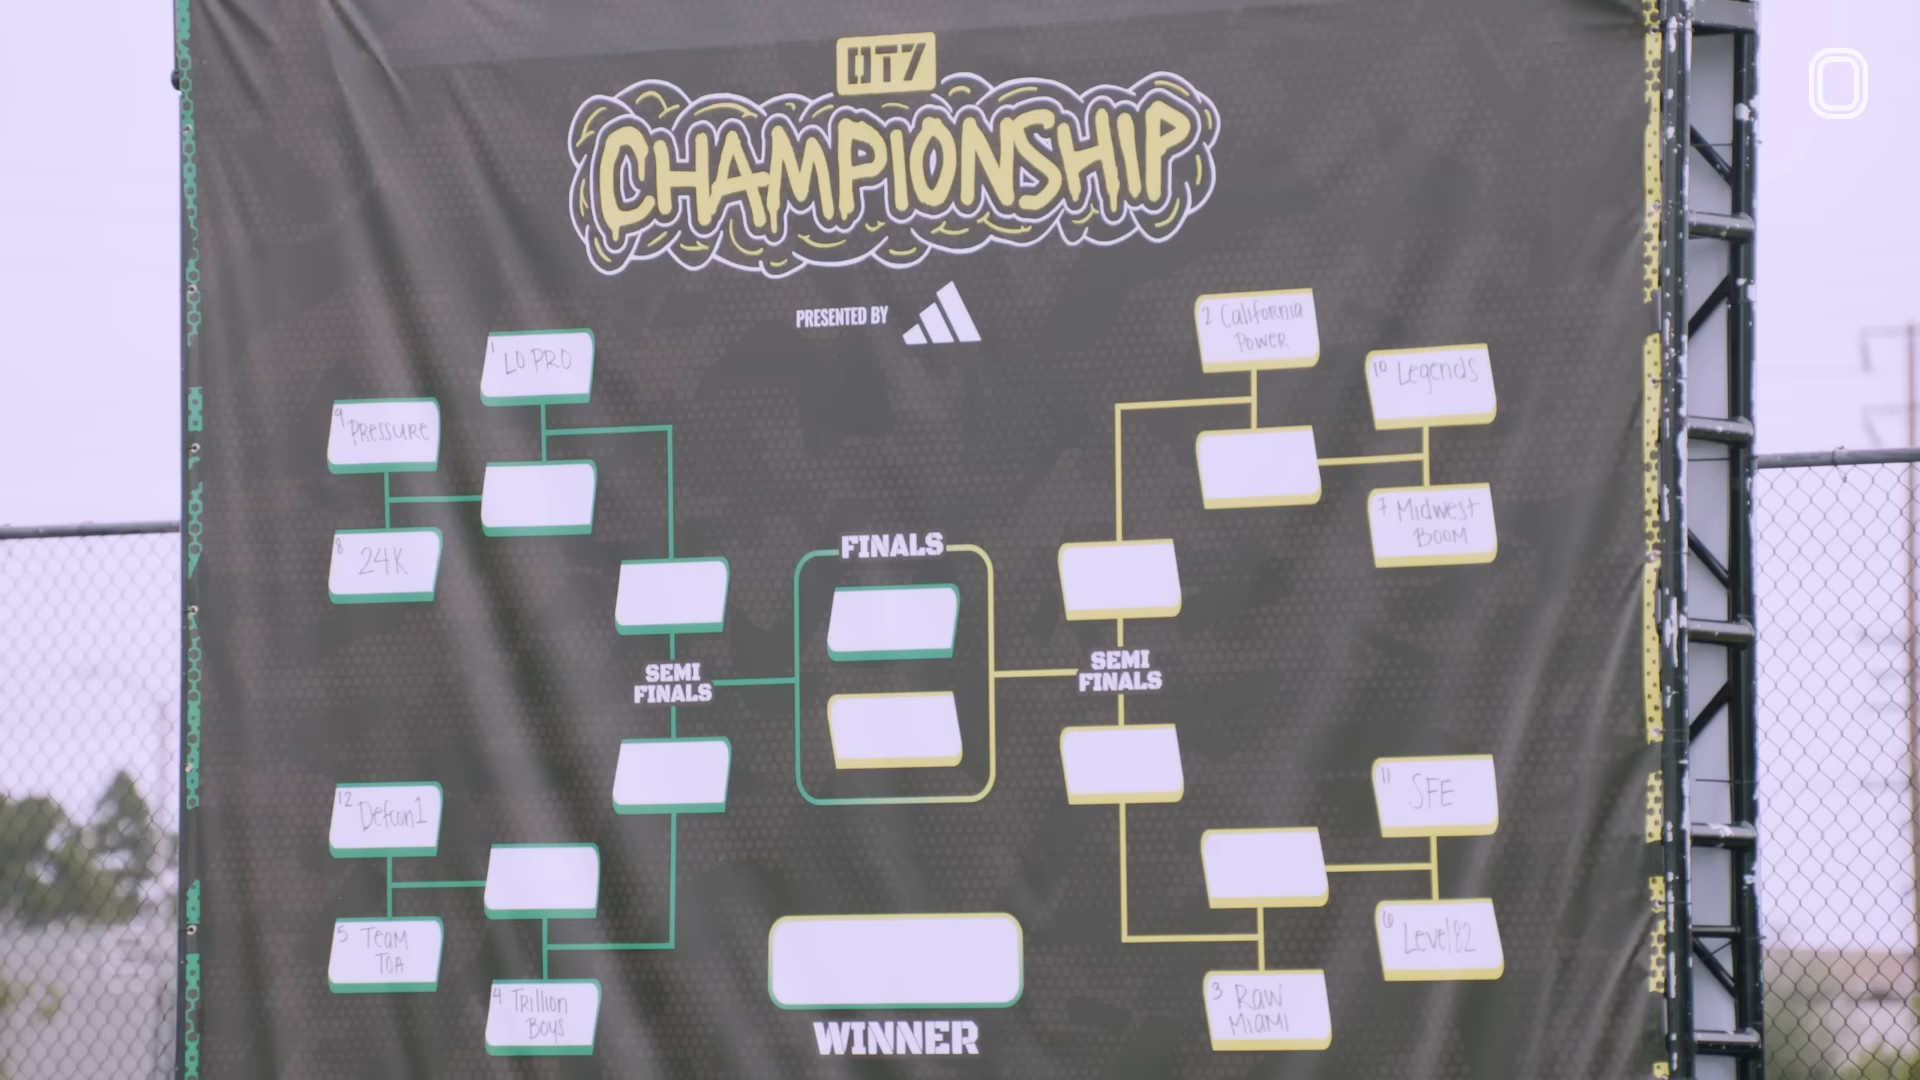 OT7
CHAMPIONSHIP
PRESENTED BY
1 LO PRO
9 PRESSURE
8 24K
2 California
POWER
10 Legends
7 Midwest
BOOM
FINALS
SEMI
FINALS
SEMI
FINALS
12 Defcon1
5 TEAM
TOA
4 Trillion
Boys
11 SFE
6 Level82
3 RAW
MIAMI
WINNER